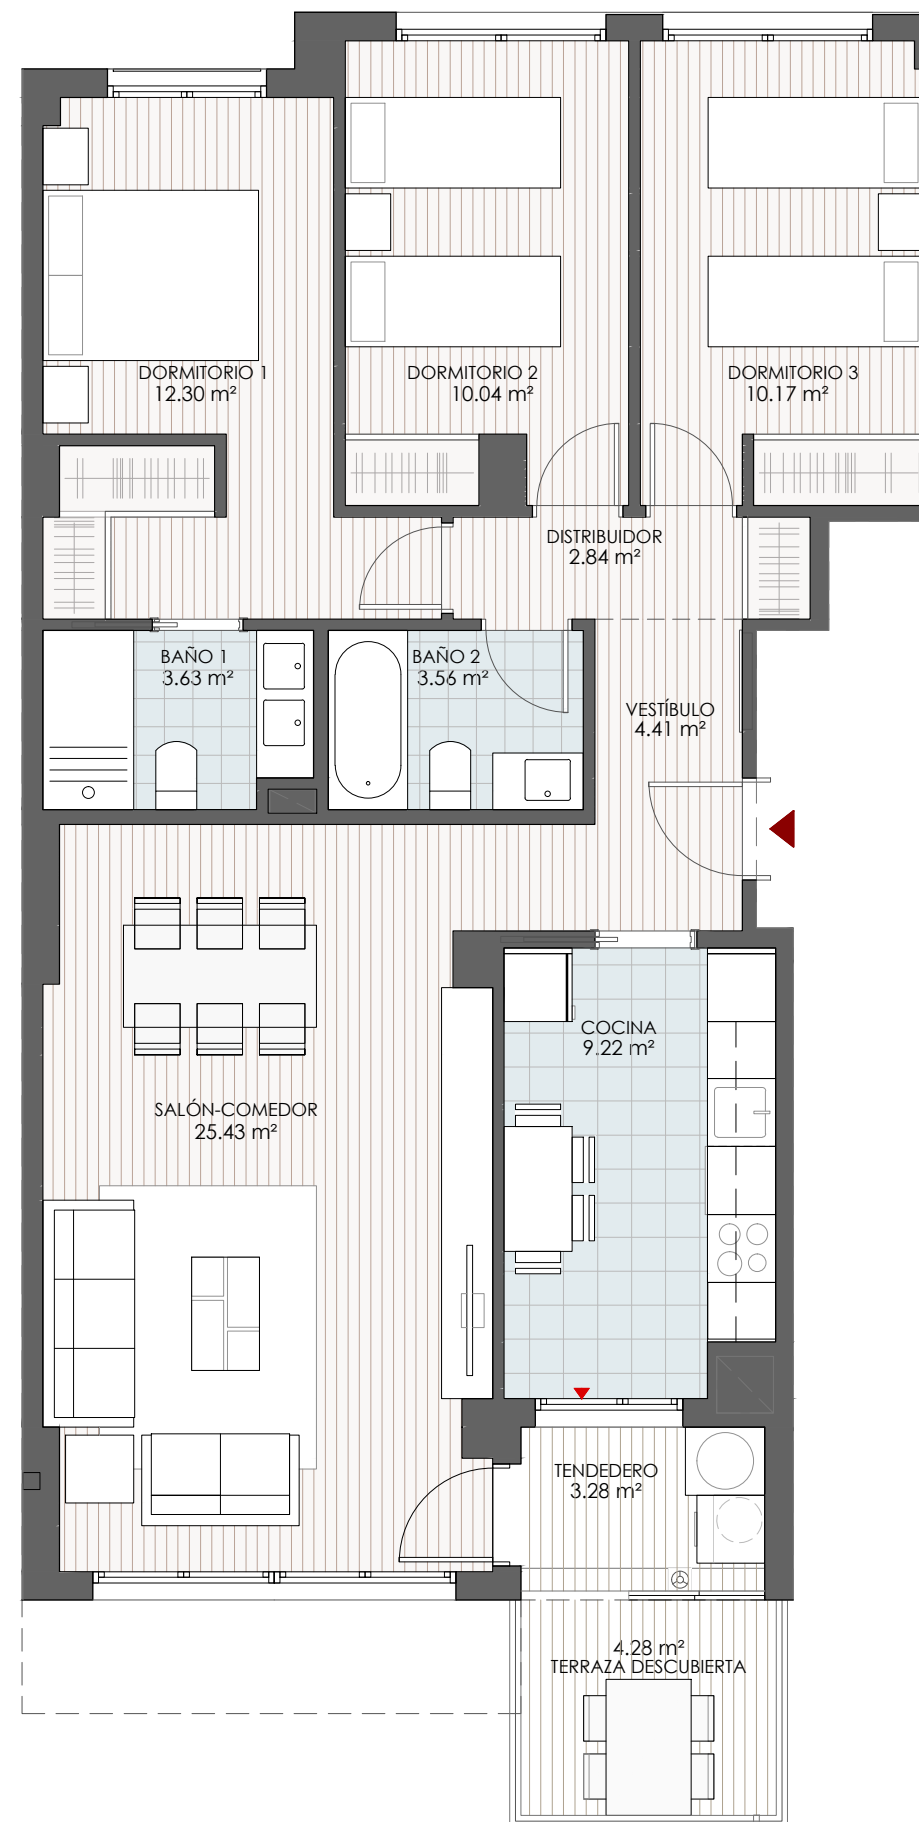 DORMITORIO 1
12.30 m²
DORMITORIO 2
10.04 m²
DORMITORIO 3
10.17 m²
DISTRIBUIDOR
2.84 m²
BAÑO 1
3.63 m²
BAÑO 2
3.56 m²
VESTÍBULO
4.41 m²
COCINA
9.22 m²
SALÓN-COMEDOR
25.43 m²
TENDEDERO
3.28 m²
4.28 m²
TERRAZA DESCUBIERTA